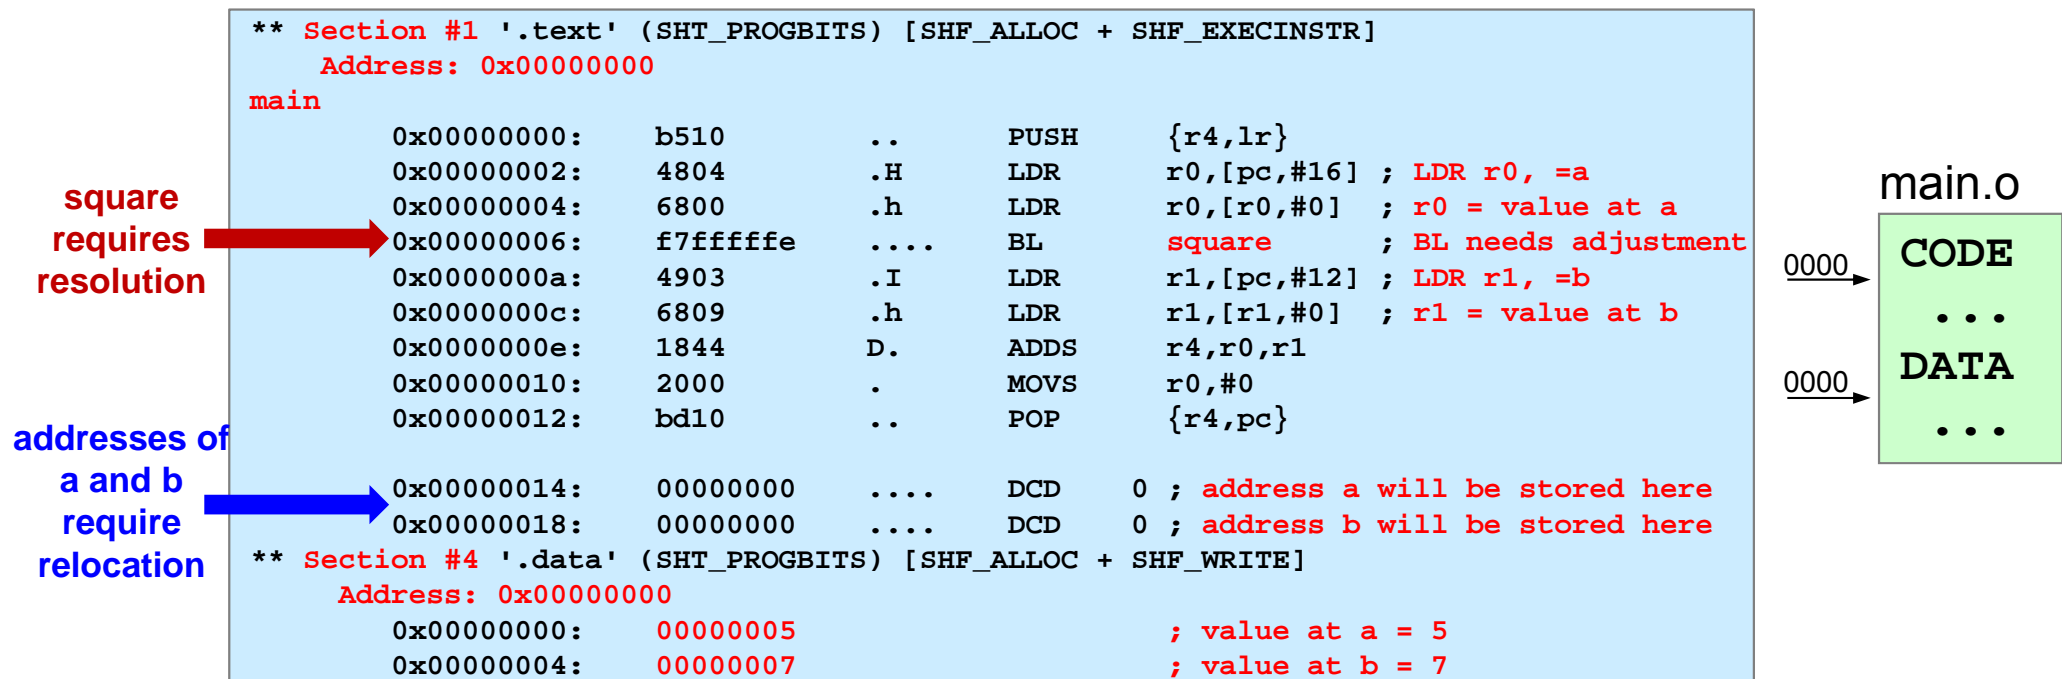 ** Section #1 '.text' (SHT_PROGBITS) [SHF_ALLOC + SHF_EXECINSTR]
Address: 0x00000000
main
0x00000000: b510 .. PUSH {r4,lr}
0x00000002: 4804 .H LDR r0,[pc,#16] ; LDR r0, =a
0x00000004: 6800 .h LDR r0,[r0,#0] ; r0 = value at a
0x00000006: f7fffffe .... BL square ; BL needs adjustment
0x0000000a: 4903 .I LDR r1,[pc,#12] ; LDR r1, =b
0x0000000c: 6809 .h LDR r1,[r1,#0] ; r1 = value at b
0x0000000e: 1844 D. ADDS r4,r0,r1
0x00000010: 2000 . MOVS r0,#0
0x00000012: bd10 .. POP {r4,pc}
0x00000014: 00000000 .... DCD 0 ; address a will be stored here
0x00000018: 00000000 .... DCD 0 ; address b will be stored here
** Section #4 '.data' (SHT_PROGBITS) [SHF_ALLOC + SHF_WRITE]
Address: 0x00000000
0x00000000: 00000005 ; value at a = 5
0x00000004: 00000007 ; value at b = 7
square
requires
resolution
addresses of
a and b
require
relocation
main.o
0000
CODE
...
0000
DATA
...